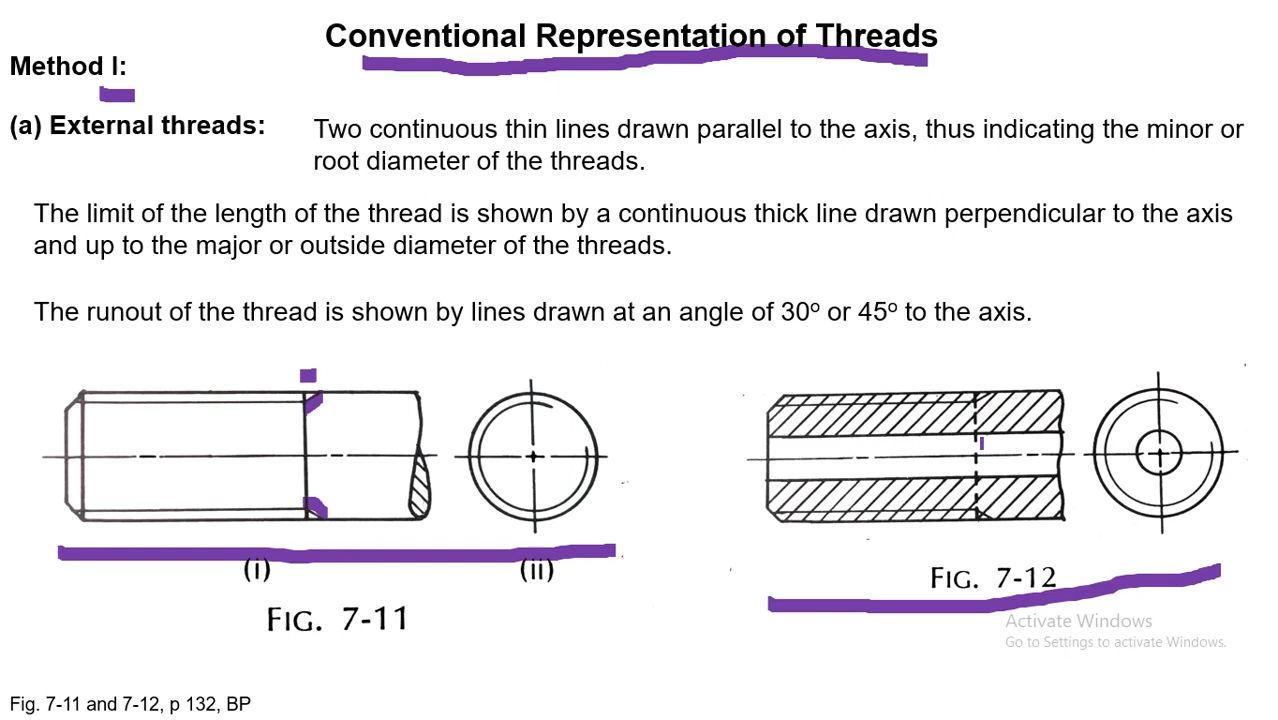 Conventional Representation of Threads
Method I:
(a) External threads:
Two continuous thin lines drawn parallel to the axis, thus indicating the minor or
root diameter of the threads.
The limit of the length of the thread is shown by a continuous thick line drawn perpendicular to the axis
and up to the major or outside diameter of the threads.
The runout of the thread is shown by lines drawn at an angle of 30º or 45º to the axis.
(i)
(ii)
FIG. 7-11
FIG. 7-12
Activate Windows
Go to Settings to activate Windows.
Fig. 7-11 and 7-12, p 132, BP